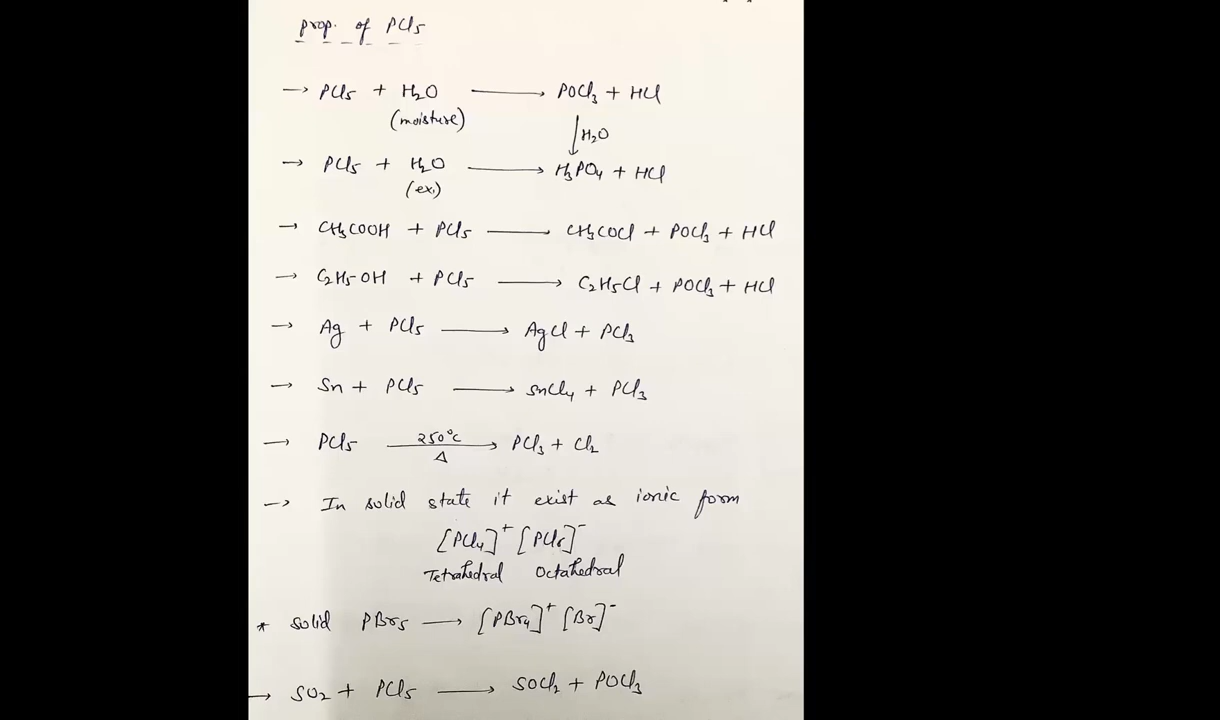 prop. of PCl5
→ PCl5 + H2O ⟶ POCl3 + HCl
(moisture)
↓H2O
→ PCl5 + H2O ⟶ H3PO4 + HCl
(ex.)
→ CH3COOH + PCl5 ⟶ CH3COCl + POCl3 + HCl
→ C2H5-OH + PCl5 ⟶ C2H5Cl + POCl3 + HCl
→ Ag + PCl5 ⟶ AgCl + PCl3
→ Sn + PCl5 ⟶ SnCl4 + PCl3
→ PCl5 ⟶ PCl3 + Cl2
250°C
Δ
→ In solid state it exist as ionic form
[PCl4]+ [PCl6]-
Tetrahedral Octahedral
* solid PBr5 ⟶ [PBr4]+ [Br]-
→ SO2 + PCl5 ⟶ SOCl2 + POCl3